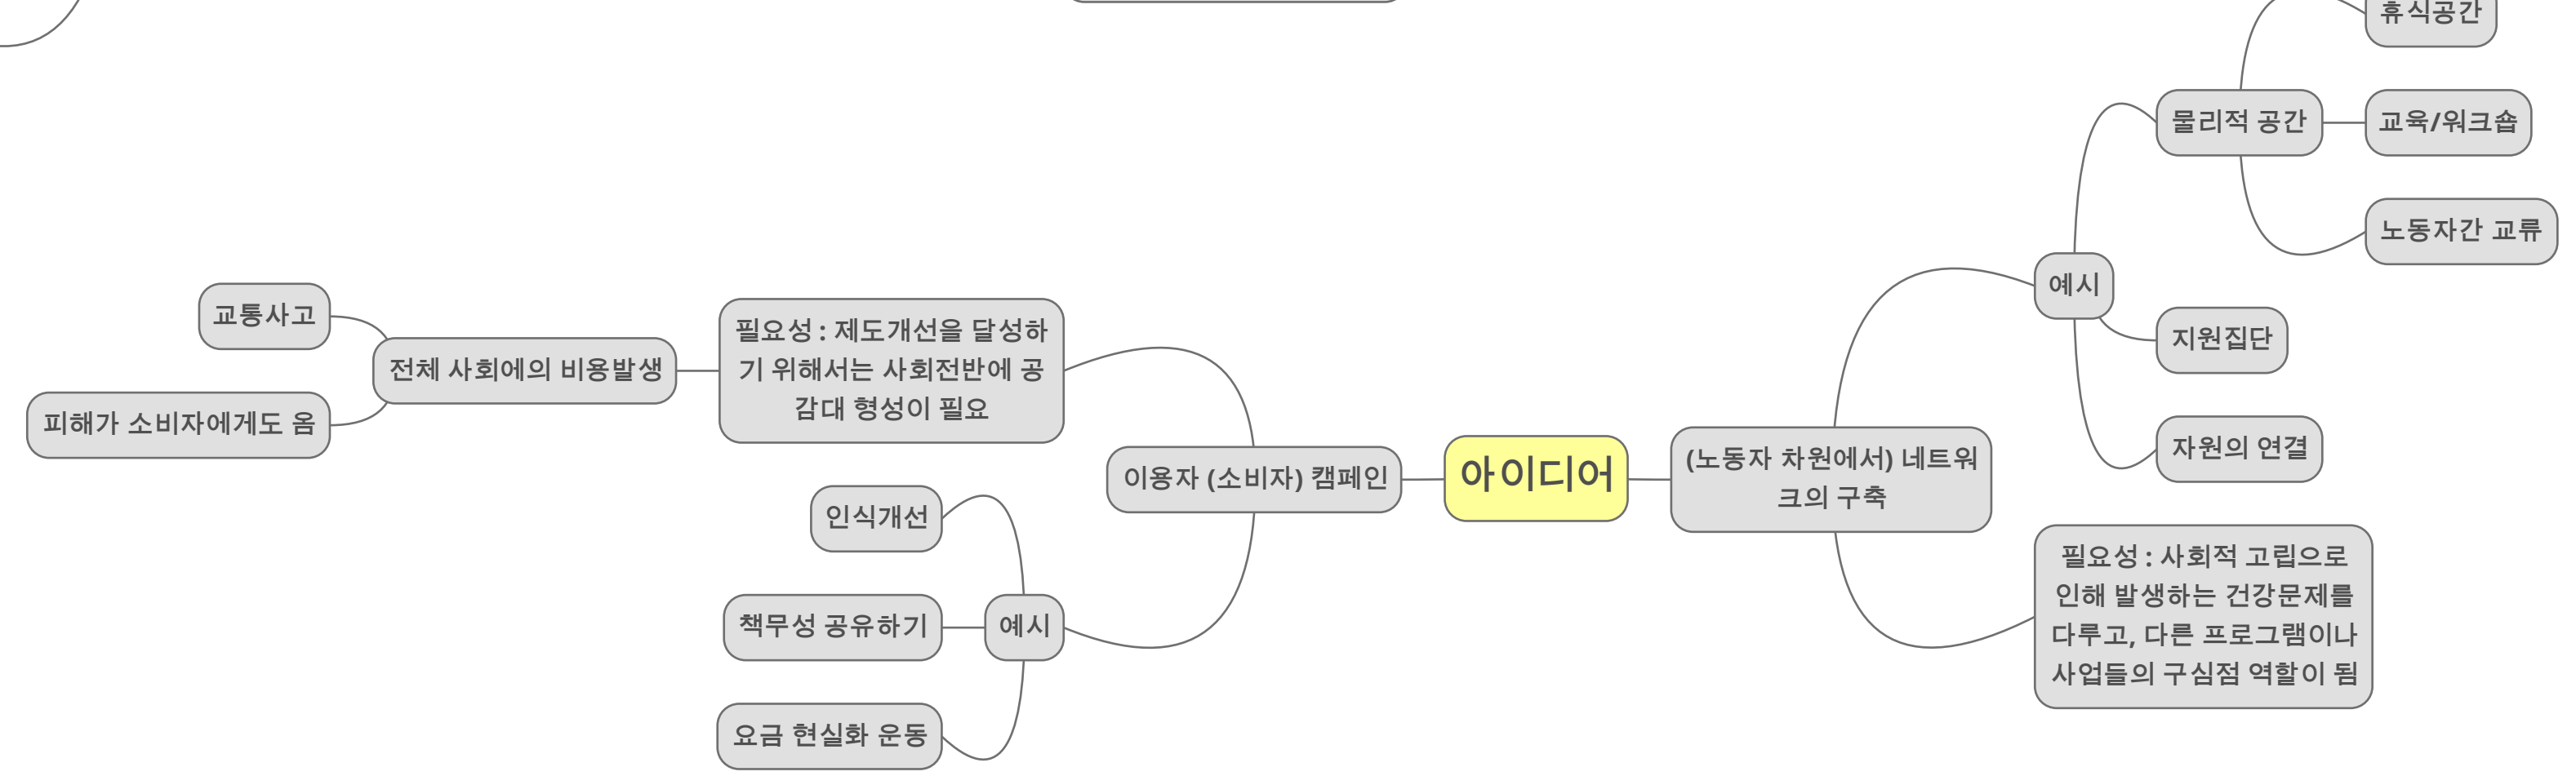 휴식공간
물리적 공간
교육/워크숍
노동자간 교류
예시
교통사고
지원집단
필요성 : 제도개선을 달성하
기 위해서는 사회전반에 공
감대 형성이 필요
전체 사회에의 비용발생
피해가 소비자에게도 옴
자원의 연결
이용자 (소비자) 캠페인
아이디어
(노동자 차원에서) 네트워
크의 구축
인식개선
책무성 공유하기
예시
요금 현실화 운동
필요성 : 사회적 고립으로
인해 발생하는 건강문제를
다루고, 다른 프로그램이나
사업들의 구심점 역할이 됨